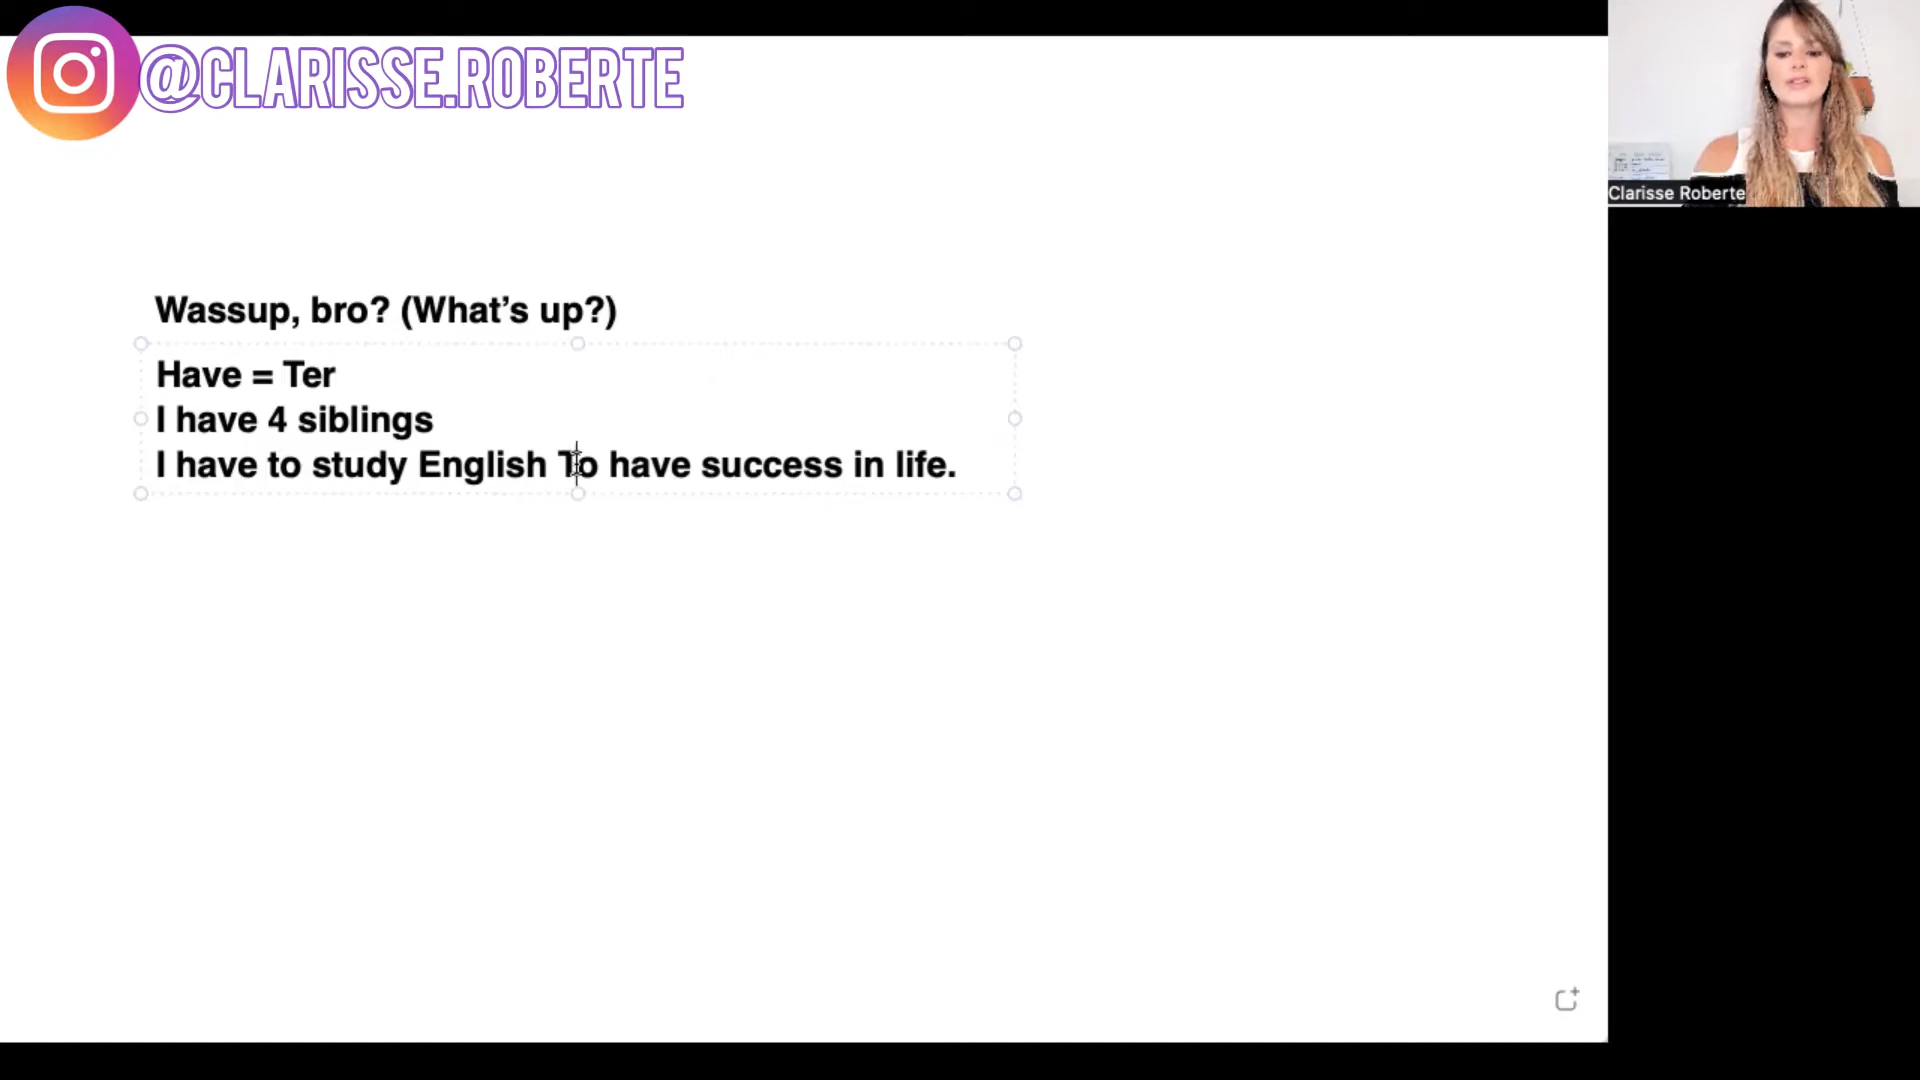 @CLARISSE.ROBERTE
Clarisse Roberte
Wassup, bro? (What’s up?)
Have = Ter
I have 4 siblings
I have to study English To have success in life.